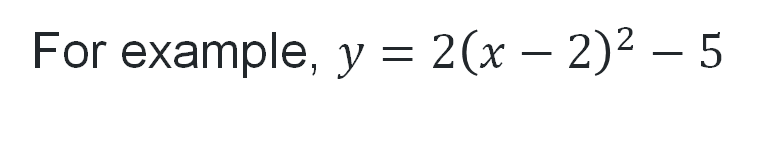 For example, y = 2(x − 2)² − 5